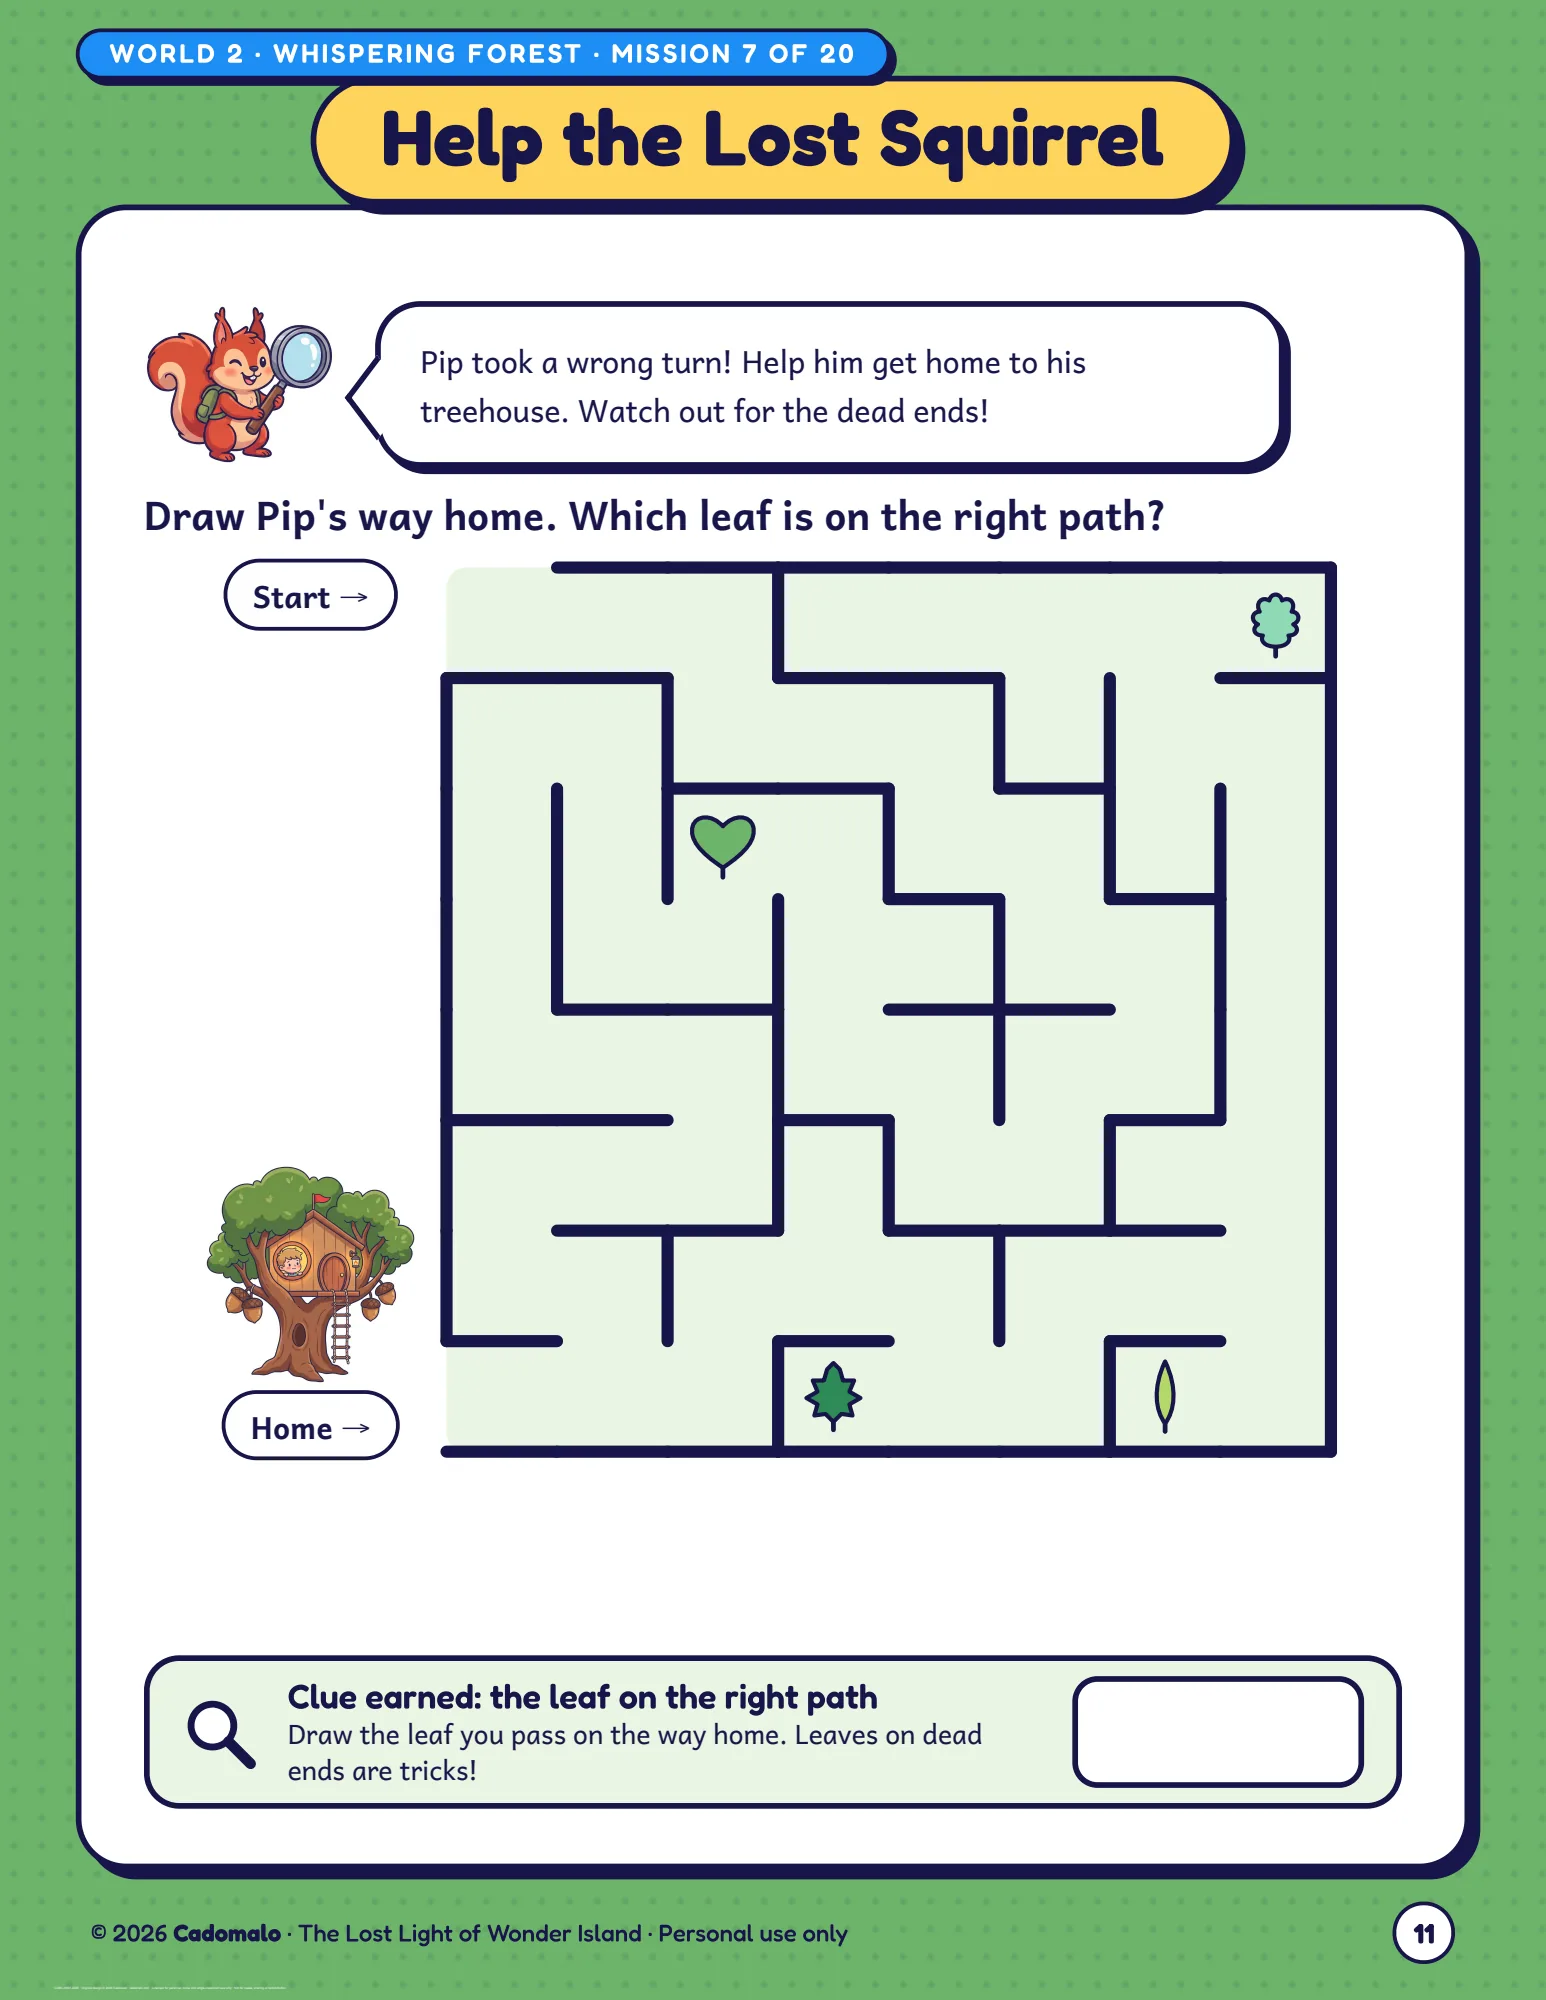 WORLD 2 · WHISPERING FOREST · MISSION 7 OF 20
Help the Lost Squirrel
Pip took a wrong turn! Help him get home to his
treehouse. Watch out for the dead ends!
Draw Pip's way home. Which leaf is on the right path?
Start →
Home →
Clue earned: the leaf on the right path
Draw the leaf you pass on the way home. Leaves on dead
ends are tricks!
© 2026 Cadomalo · The Lost Light of Wonder Island · Personal use only
11